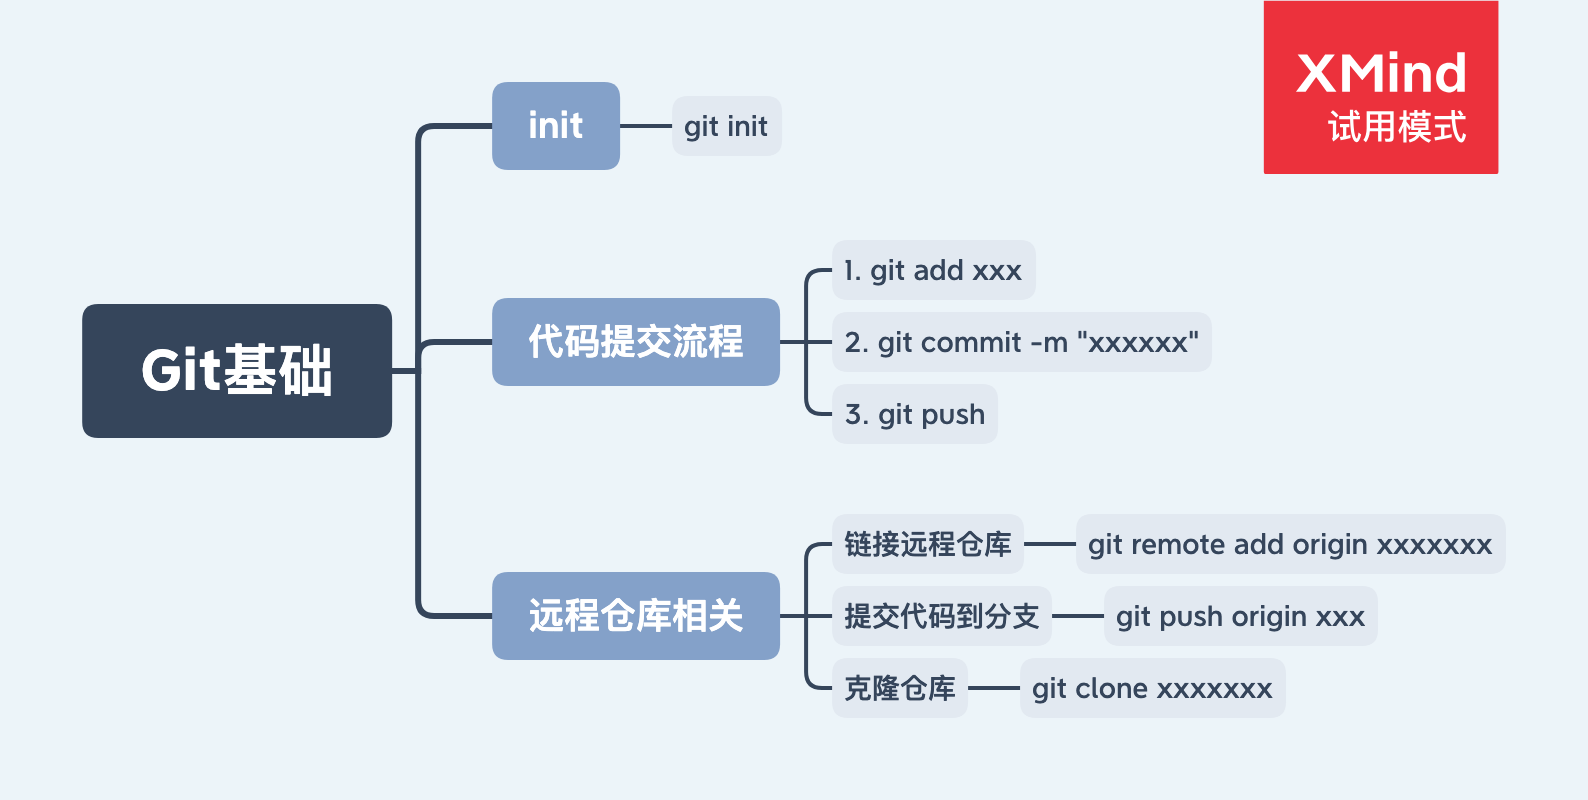 XMind
试用模式
init
git init
Git基础
代码提交流程
1. git add xxx
2. git commit -m "xxxxxx"
3. git push
远程仓库相关
链接远程仓库
git remote add origin xxxxxxx
提交代码到分支
git push origin xxx
克隆仓库
git clone xxxxxxx